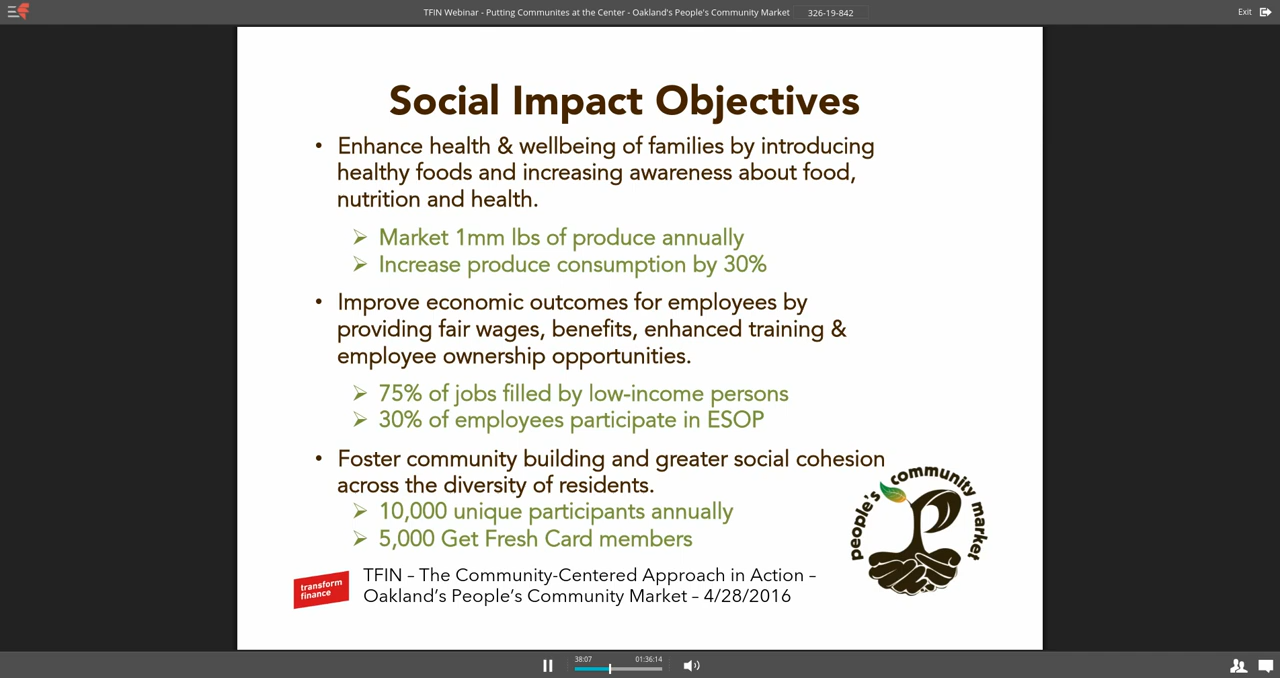 TFIN Webinar - Putting Communites at the Center - Oakland's People's Community Market 326-19-842
Exit
Social Impact Objectives
• Enhance health & wellbeing of families by introducing
healthy foods and increasing awareness about food,
nutrition and health.
➢ Market 1mm lbs of produce annually
➢ Increase produce consumption by 30%
• Improve economic outcomes for employees by
providing fair wages, benefits, enhanced training &
employee ownership opportunities.
➢ 75% of jobs filled by low-income persons
➢ 30% of employees participate in ESOP
• Foster community building and greater social cohesion
across the diversity of residents.
➢ 10,000 unique participants annually
➢ 5,000 Get Fresh Card members
people's community market
transform
finance
TFIN – The Community-Centered Approach in Action –
Oakland's People's Community Market – 4/28/2016
38:07 01:36:14